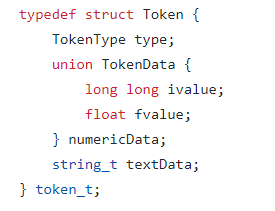 typedef struct Token {
    TokenType type;
    union TokenData {
        long long ivalue;
        float fvalue;
    } numericData;
    string_t textData;
} token_t;